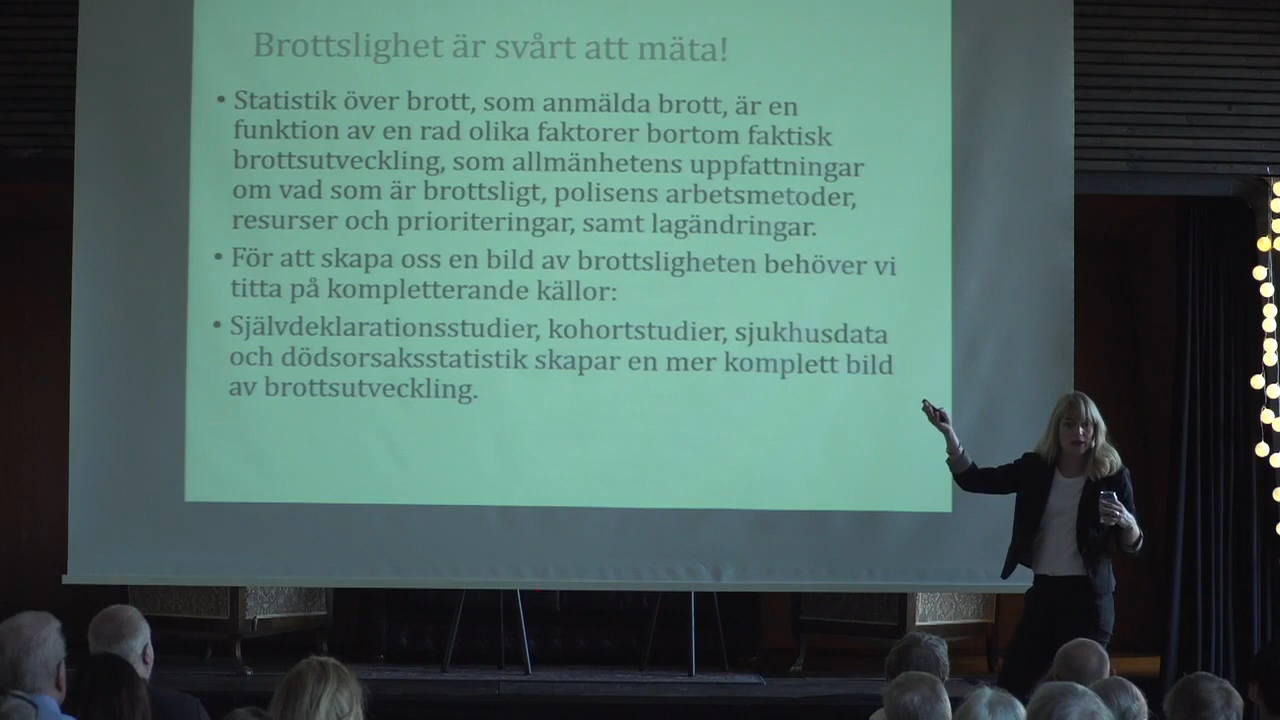 Brottslighet är svårt att mäta!
• Statistik över brott, som anmälda brott, är en
funktion av en rad olika faktorer bortom faktisk
brottsutveckling, som allmänhetens uppfattningar
om vad som är brottsligt, polisens arbetsmetoder,
resurser och prioriteringar, samt lagändringar.
• För att skapa oss en bild av brottsligheten behöver vi
titta på kompletterande källor:
• Självdeklarationsstudier, kohortstudier, sjukhusdata
och dödsorsaksstatistik skapar en mer komplett bild
av brottsutveckling.